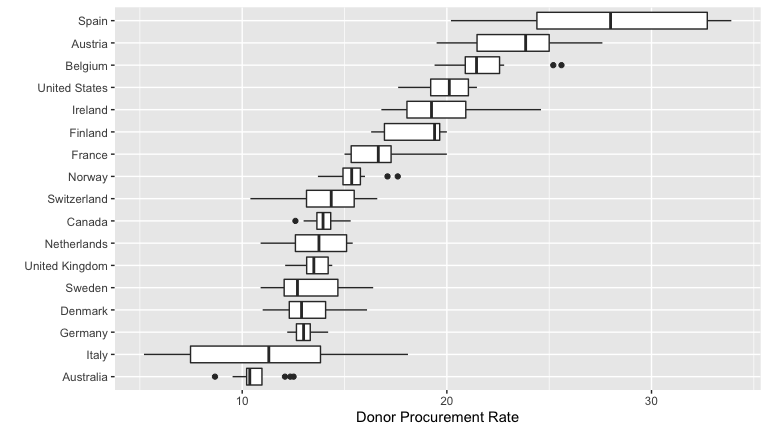 Spain
Austria
Belgium
United States
Ireland
Finland
France
Norway
Switzerland
Canada
Netherlands
United Kingdom
Sweden
Denmark
Germany
Italy
Australia
10 20 30
Donor Procurement Rate